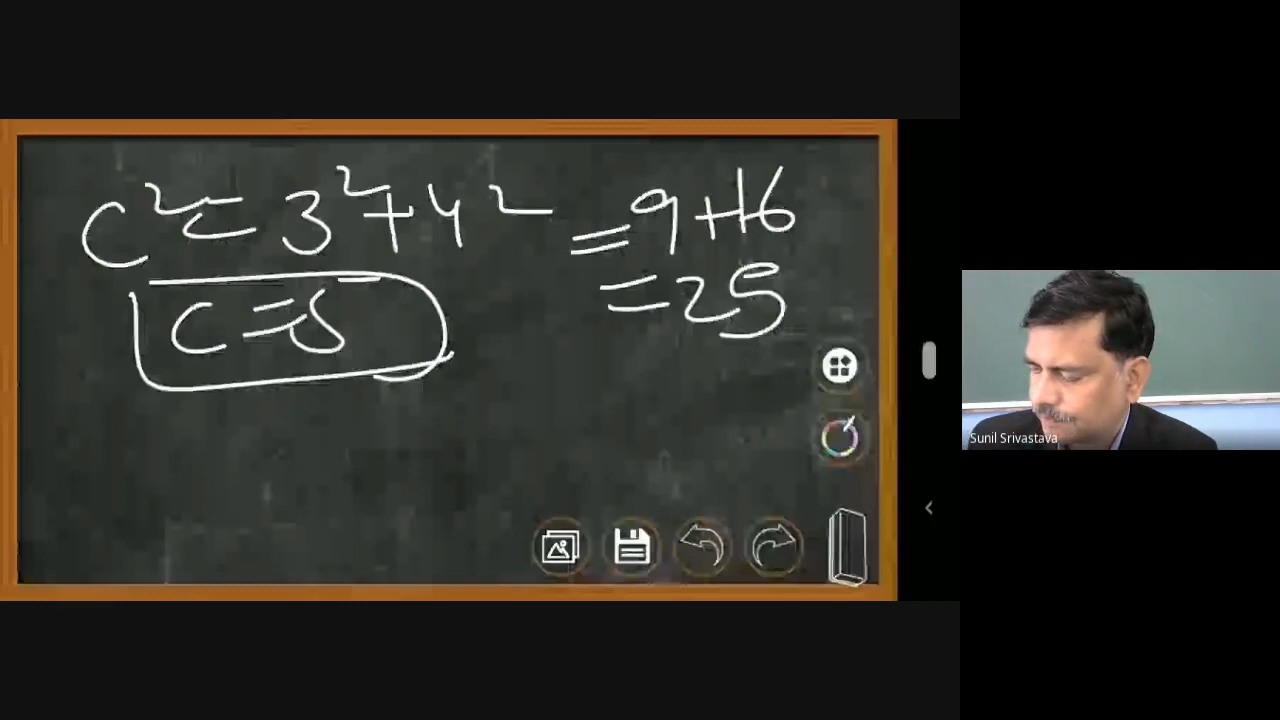 c² = 3² + 4² = 9 + 16
= 25
c = 5
Sunil Srivastava